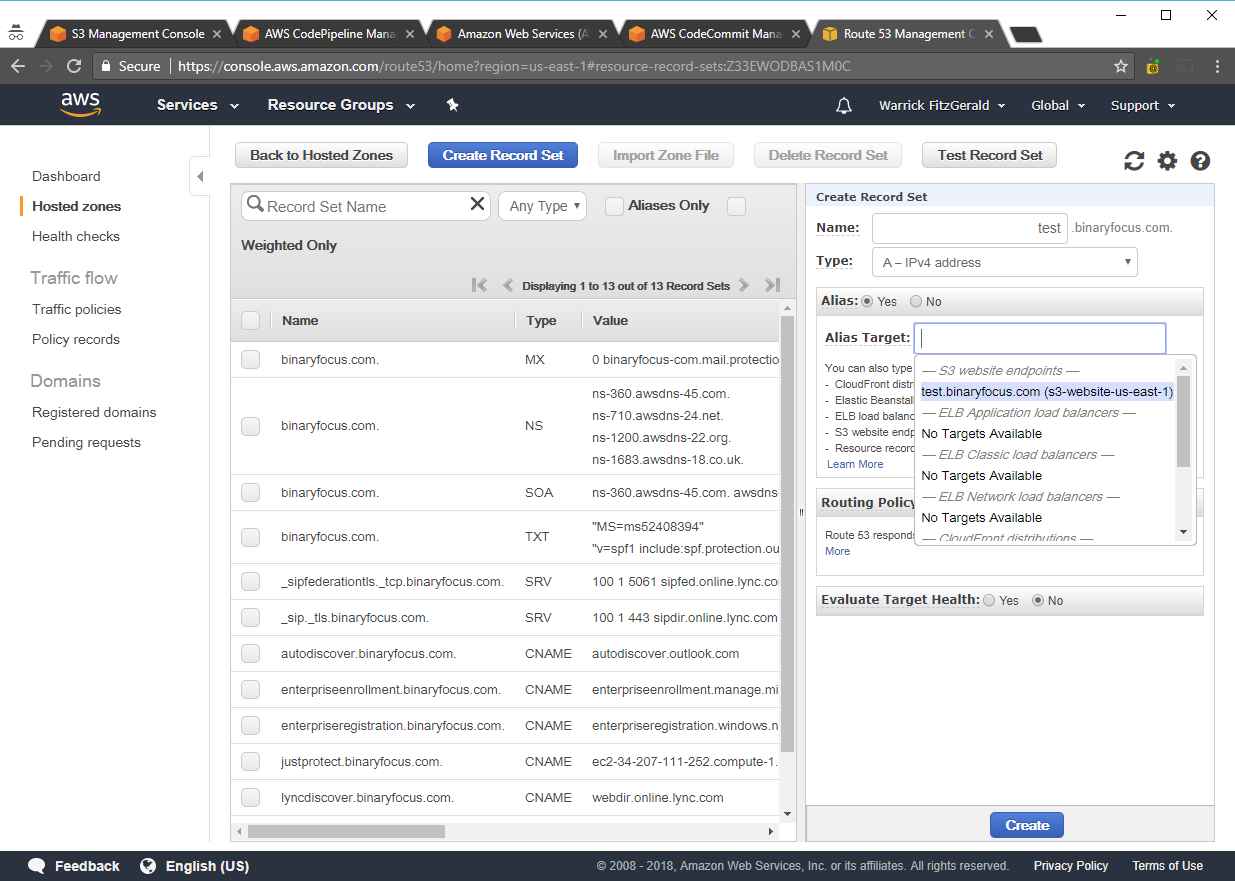 S3 Management Console
AWS CodePipeline Mana
Amazon Web Services (A
AWS CodeCommit Mana
Route 53 Management C
Secure https://console.aws.amazon.com/route53/home?region=us-east-1#resource-record-sets:Z33EWODBAS1M0C
aws Services Resource Groups Warrick FitzGerald Global Support
Dashboard
Hosted zones
Health checks
Traffic flow
Traffic policies
Policy records
Domains
Registered domains
Pending requests
Back to Hosted Zones Create Record Set Import Zone File Delete Record Set Test Record Set
Record Set Name Any Type Aliases Only
Weighted Only
Displaying 1 to 13 out of 13 Record Sets
Name Type Value
binaryfocus.com. MX 0 binaryfocus-com.mail.protectio
ns-360.awsdns-45.com.
ns-710.awsdns-24.net.
binaryfocus.com. NS
ns-1200.awsdns-22.org.
ns-1683.awsdns-18.co.uk.
binaryfocus.com. SOA ns-360.awsdns-45.com. awsdns-
"MS=ms52408394"
binaryfocus.com. TXT
"v=spf1 include:spf.protection.ou
_sipfederationtls._tcp.binaryfocus.com. SRV 100 1 5061 sipfed.online.lync.co
_sip._tls.binaryfocus.com. SRV 100 1 443 sipdir.online.lync.com
autodiscover.binaryfocus.com. CNAME autodiscover.outlook.com
enterpriseenrollment.binaryfocus.com. CNAME enterpriseenrollment.manage.mi
enterpriseregistration.binaryfocus.com. CNAME enterpriseregistration.windows.n
justprotect.binaryfocus.com. CNAME ec2-34-207-111-252.compute-1.
lyncdiscover.binaryfocus.com. CNAME webdir.online.lync.com
Create Record Set
Name: test .binaryfocus.com.
Type: A – IPv4 address
Alias: Yes No
Alias Target:
You can also type
- CloudFront distr
- Elastic Beanstal
- ELB load balanc
- S3 website endp
- Resource record
Learn More
— S3 website endpoints —
test.binaryfocus.com (s3-website-us-east-1)
— ELB Application load balancers —
No Targets Available
— ELB Classic load balancers —
No Targets Available
— ELB Network load balancers —
No Targets Available
— CloudFront distributions —
Routing Policy
Route 53 responds
More
Evaluate Target Health: Yes No
Create
Feedback English (US) © 2008 - 2018, Amazon Web Services, Inc. or its affiliates. All rights reserved. Privacy Policy Terms of Use